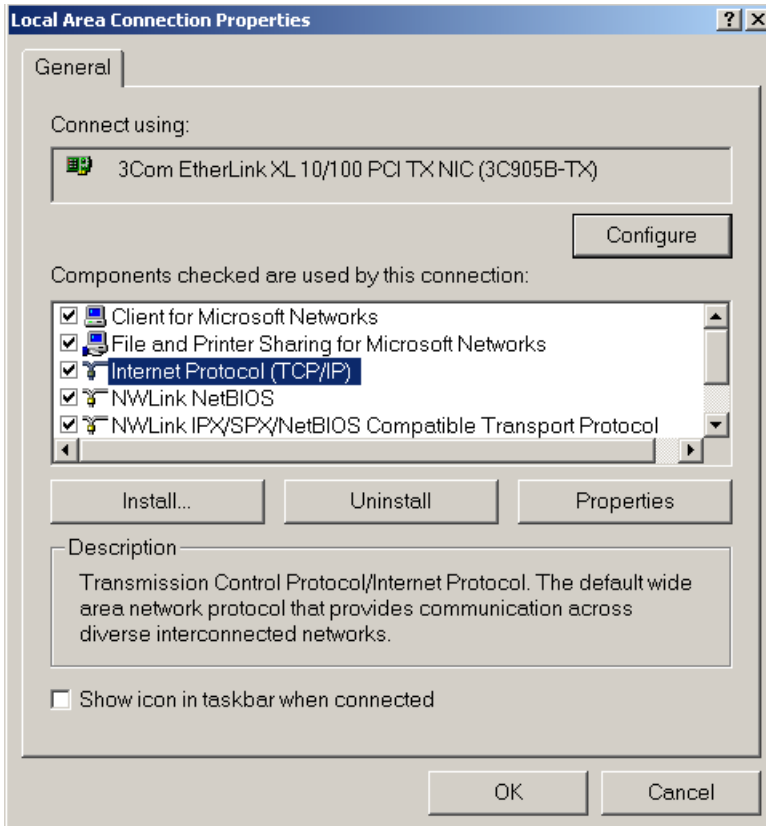 Local Area Connection Properties
General
Connect using:
3Com EtherLink XL 10/100 PCI TX NIC (3C905B-TX)
Configure
Components checked are used by this connection:
Client for Microsoft Networks
File and Printer Sharing for Microsoft Networks
Internet Protocol (TCP/IP)
NWLink NetBIOS
NWLink IPX/SPX/NetBIOS Compatible Transport Protocol
Install... Uninstall Properties
Description
Transmission Control Protocol/Internet Protocol. The default wide
area network protocol that provides communication across
diverse interconnected networks.
Show icon in taskbar when connected
OK Cancel